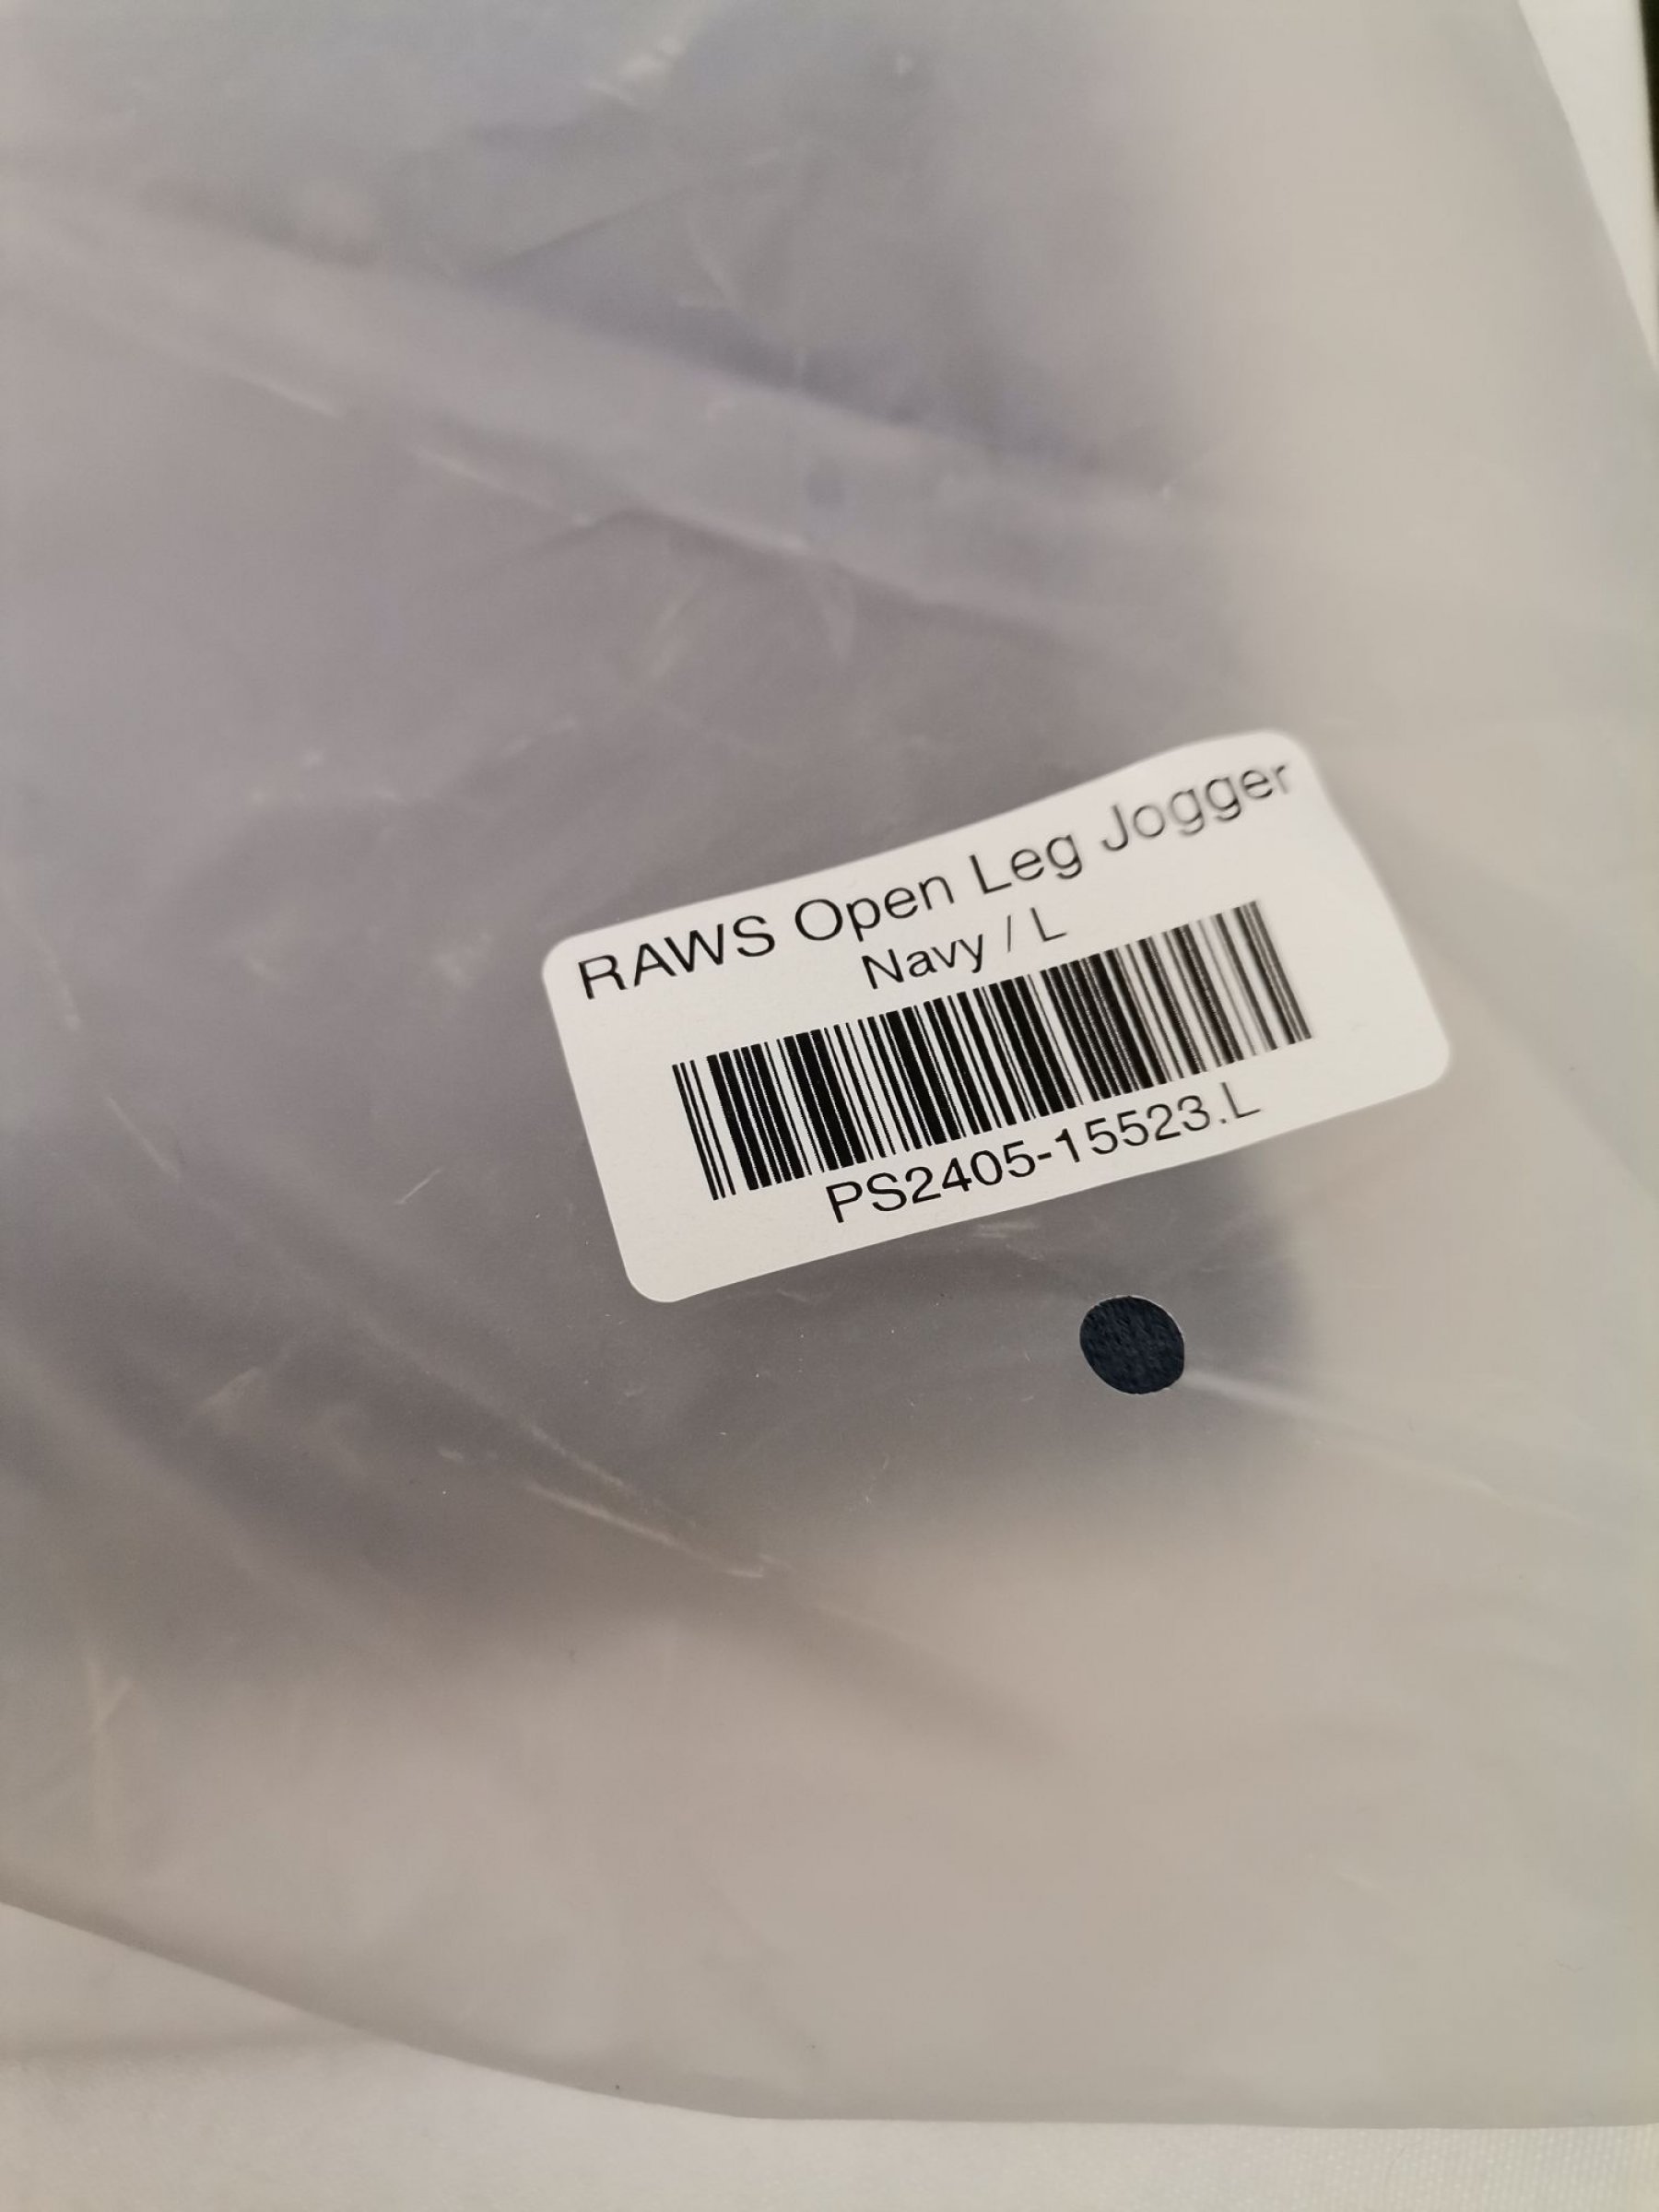 RAWS Open Leg Jogger
Navy / L
PS2405-15523.L